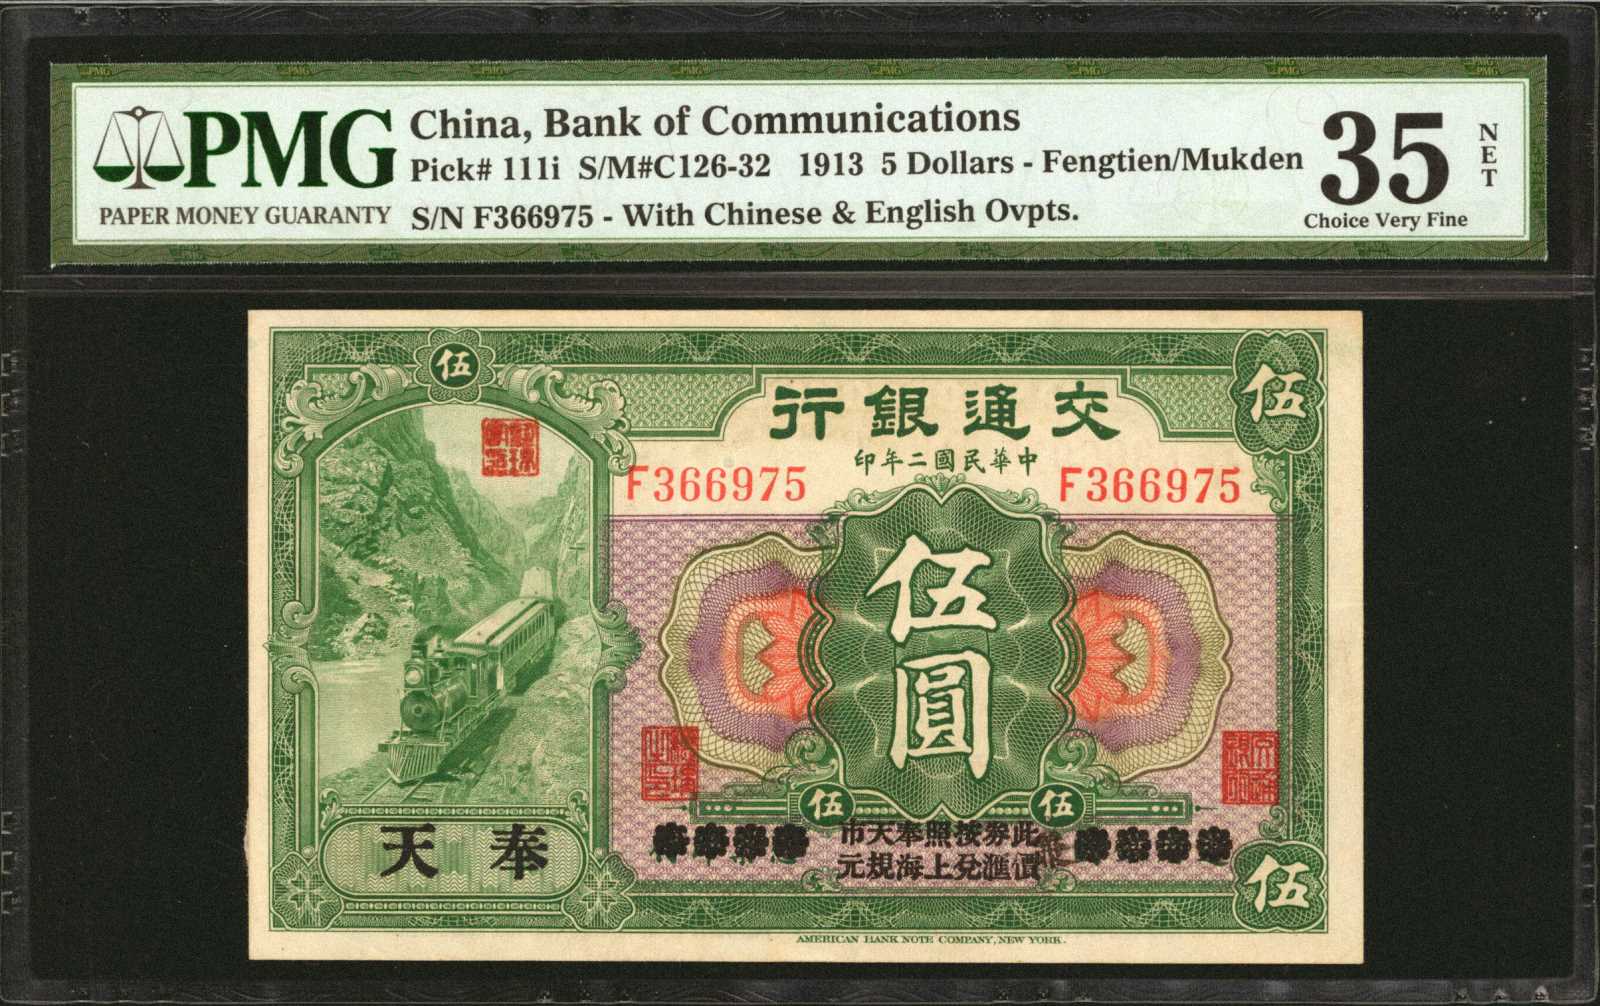 PMG
PAPER MONEY GUARANTY
China, Bank of Communications
Pick# 111i S/M#C126-32 1913 5 Dollars - Fengtien/Mukden
S/N F366975 - With Chinese & English Ovpts.
35
NET
Choice Very Fine
伍
伍
行銀通交
印年二國民華中
F366975 F366975
伍
圓
伍 伍
市天奉照按券此
元規海上兌滙價
天奉
伍
AMERICAN BANK NOTE COMPANY, NEW YORK.